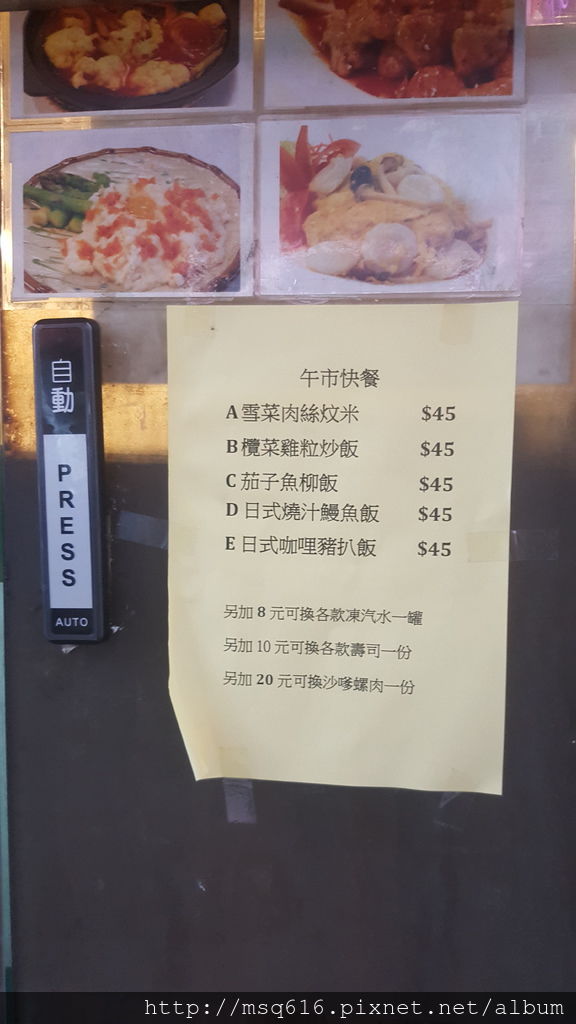 自動
PRESS
AUTO
午市快餐
A 雪菜肉絲炆米 $45
B 欖菜雞粒炒飯 $45
C 茄子魚柳飯 $45
D 日式燒汁鰻魚飯 $45
E 日式咖哩豬扒飯 $45
另加 8 元可換各款凍汽水一罐
另加 10 元可換各款壽司一份
另加 20 元可換沙嗲螺肉一份
http://msq616.pixnet.net/album